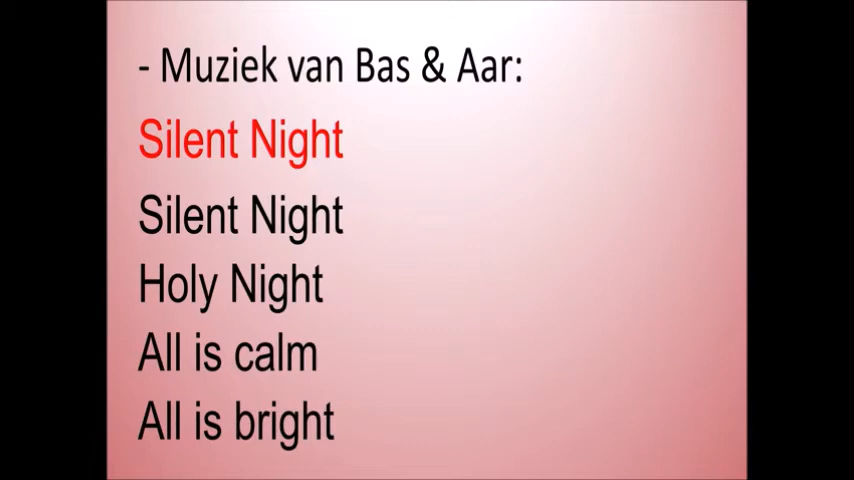 - Muziek van Bas & Aar:
Silent Night
Silent Night
Holy Night
All is calm
All is bright